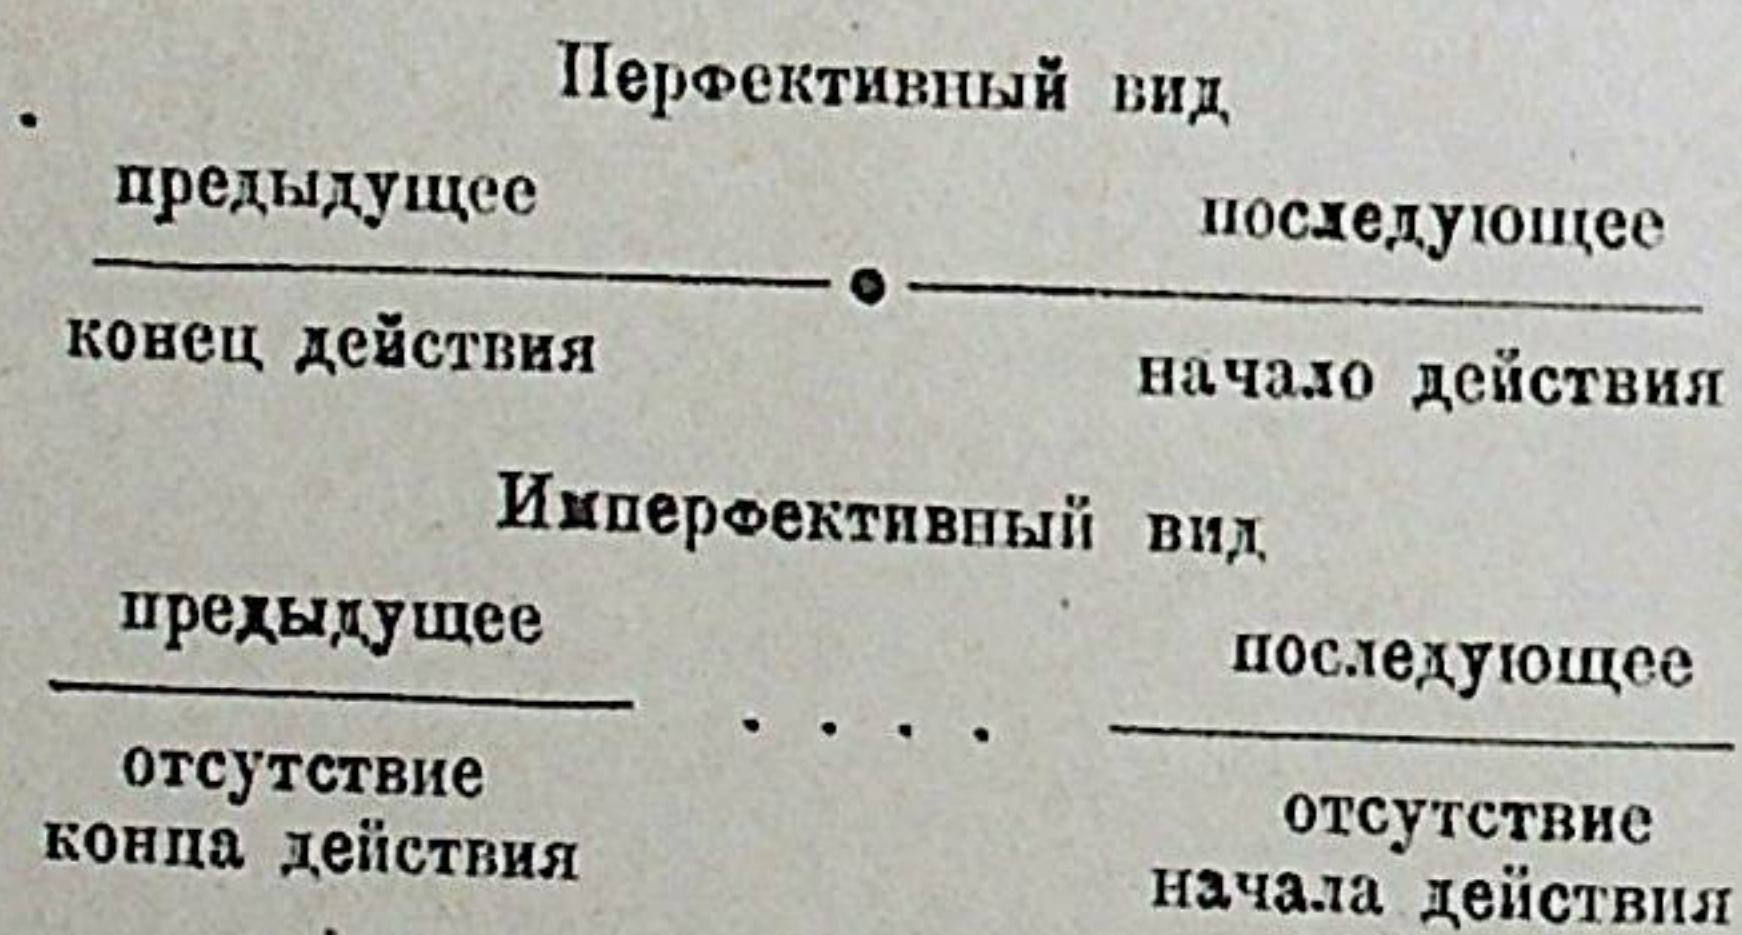 Перфективный вид
предыдущее последующее
конец действия начало действия
Имперфективный вид
предыдущее последующее
. . . .
отсутствие отсутствие
конца действия начала действия